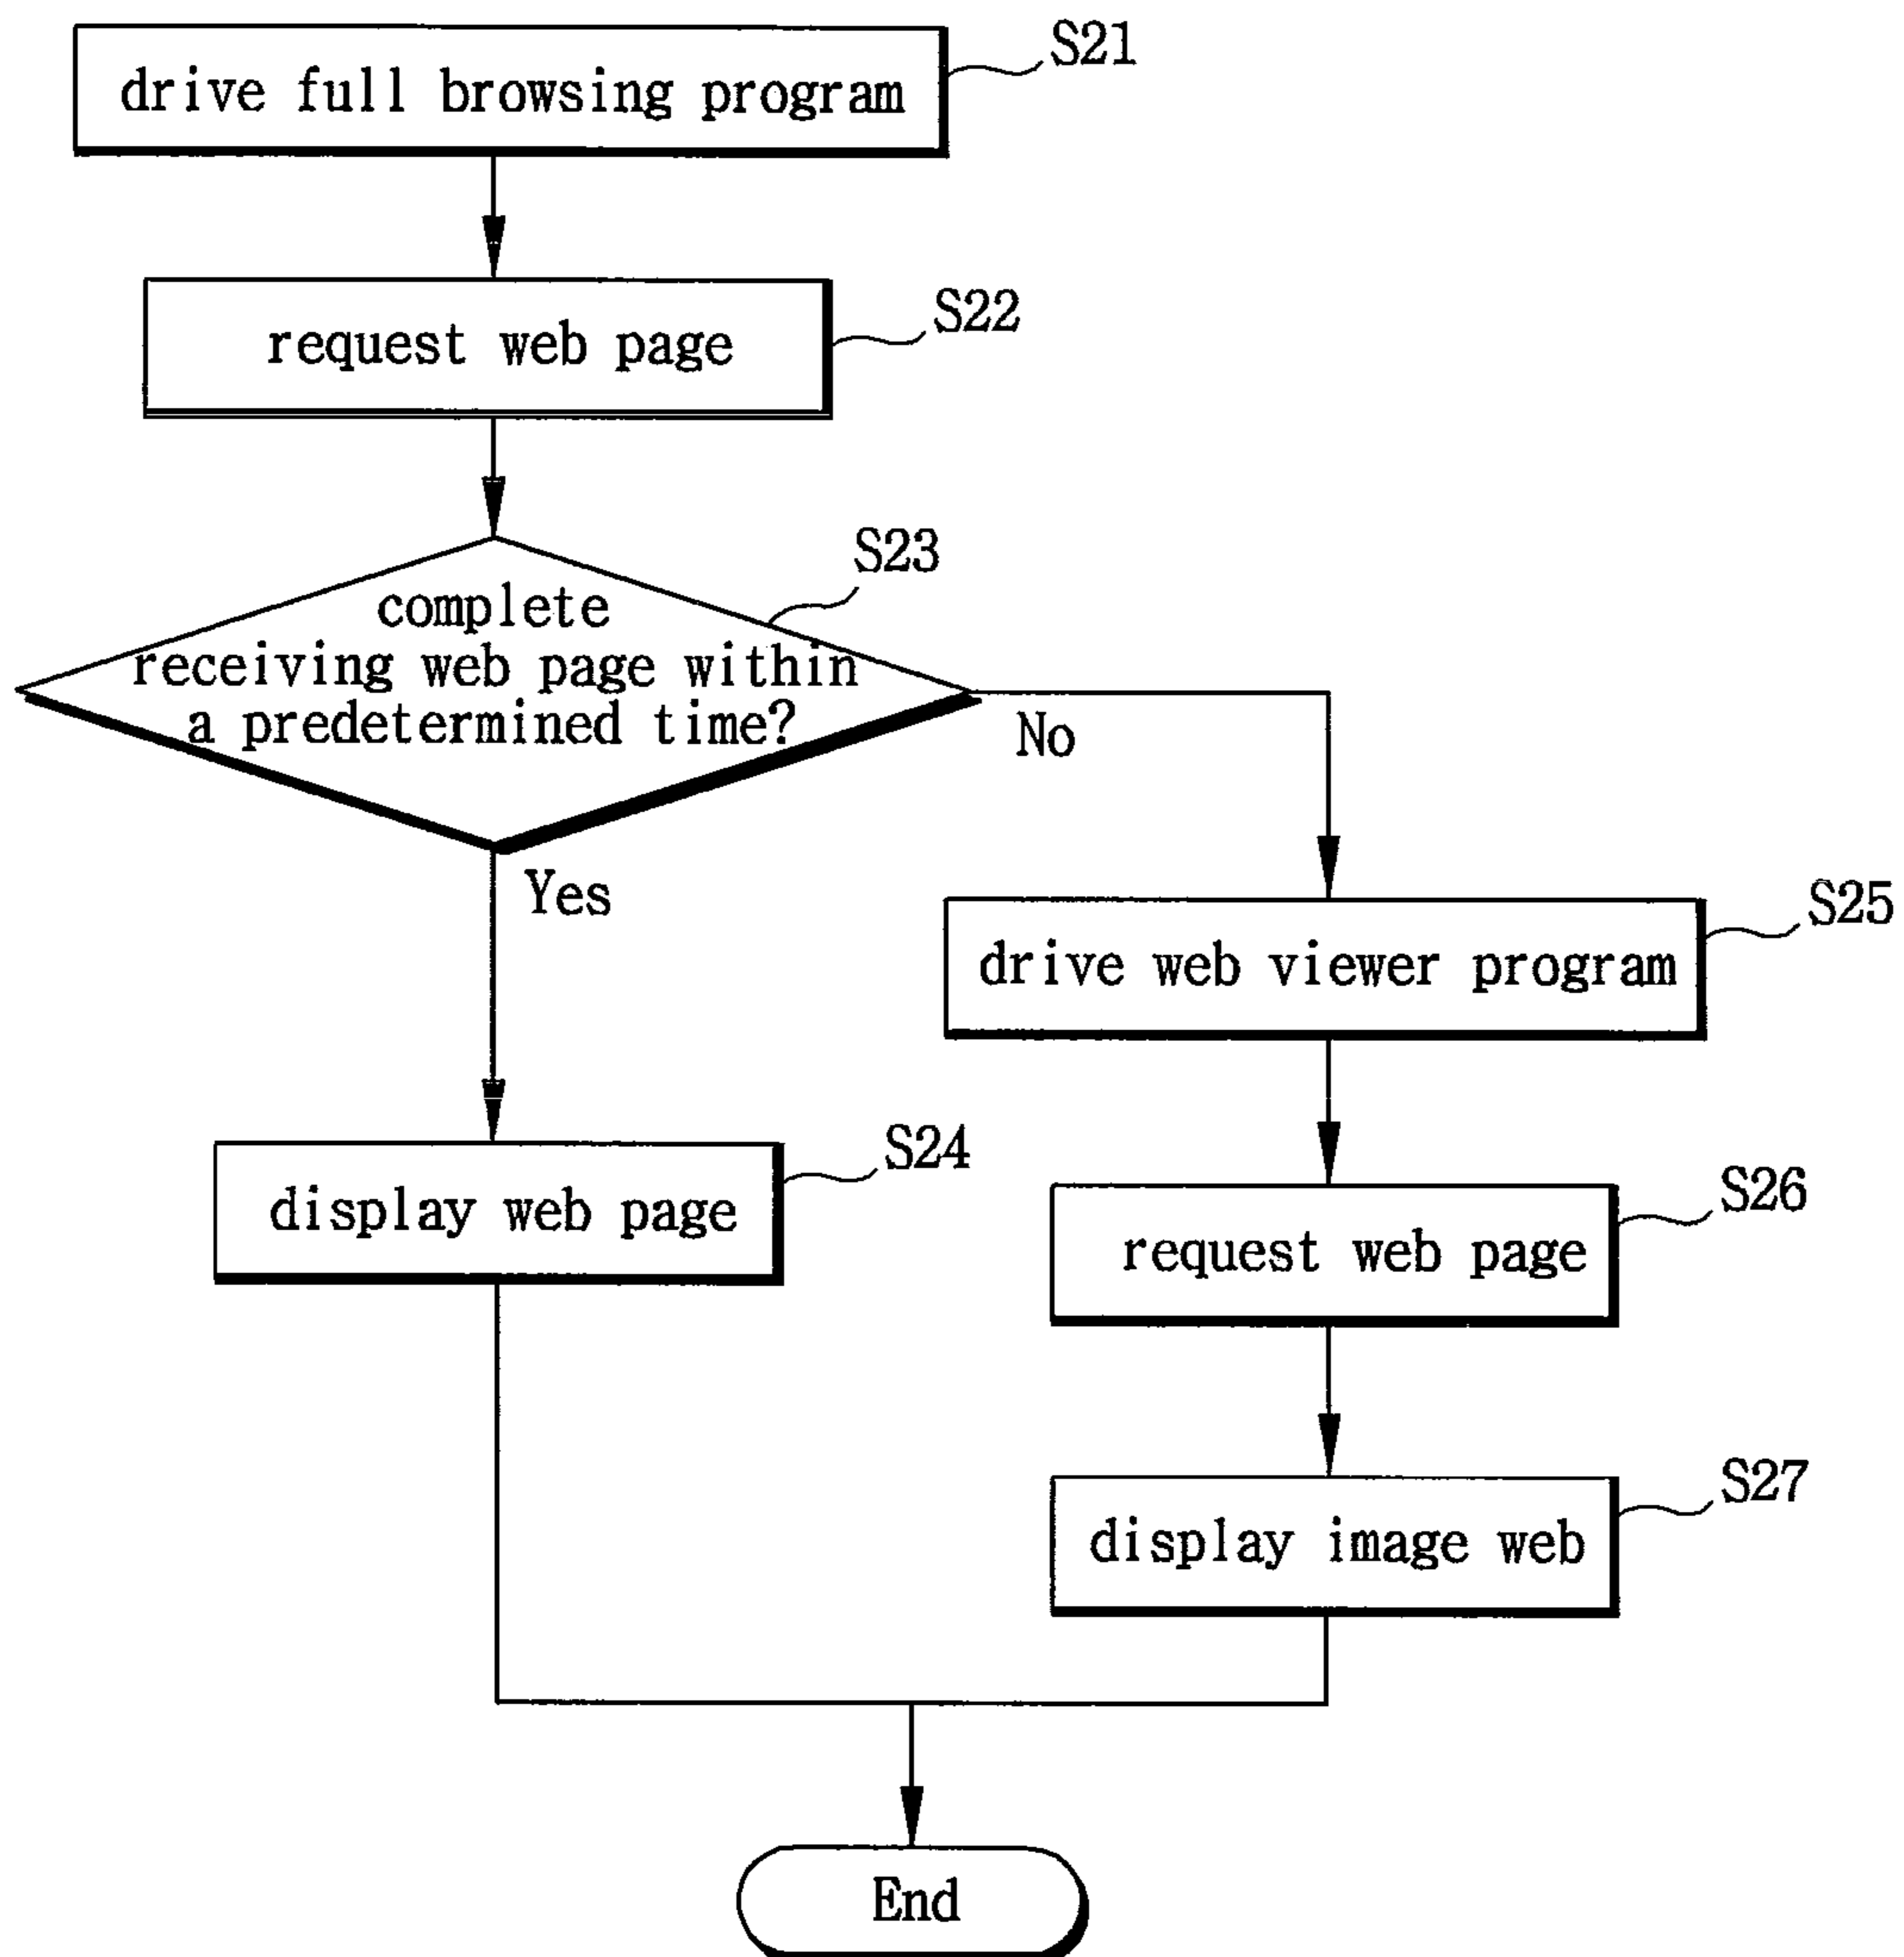 drive full browsing program
S21
request web page
S22
S23
complete
receiving web page within
a predetermined time?
No
Yes
S25
drive web viewer program
S24
display web page
S26
request web page
S27
display image web
End